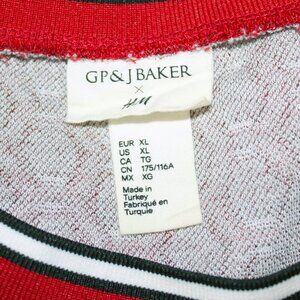 GP&J BAKER
×
H&M
EUR XL
US XL
CA TG
CN 175/116A
MX XG
Made in
Turkey
Fabriqué en
Turquie